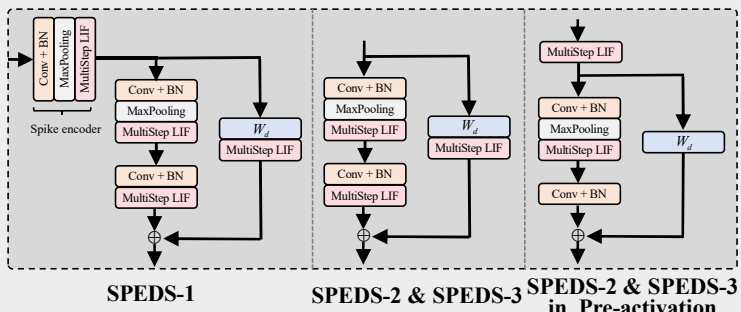 Conv + BN
MaxPooling
MultiStep LIF
Spike encoder
Conv + BN
MaxPooling
MultiStep LIF
Conv + BN
MultiStep LIF
W_d
MultiStep LIF
⊕
SPEDS-1
Conv + BN
MaxPooling
MultiStep LIF
Conv + BN
MultiStep LIF
W_d
MultiStep LIF
⊕
SPEDS-2 & SPEDS-3
MultiStep LIF
Conv + BN
MaxPooling
MultiStep LIF
Conv + BN
W_d
⊕
SPEDS-2 & SPEDS-3
in Pre-activation